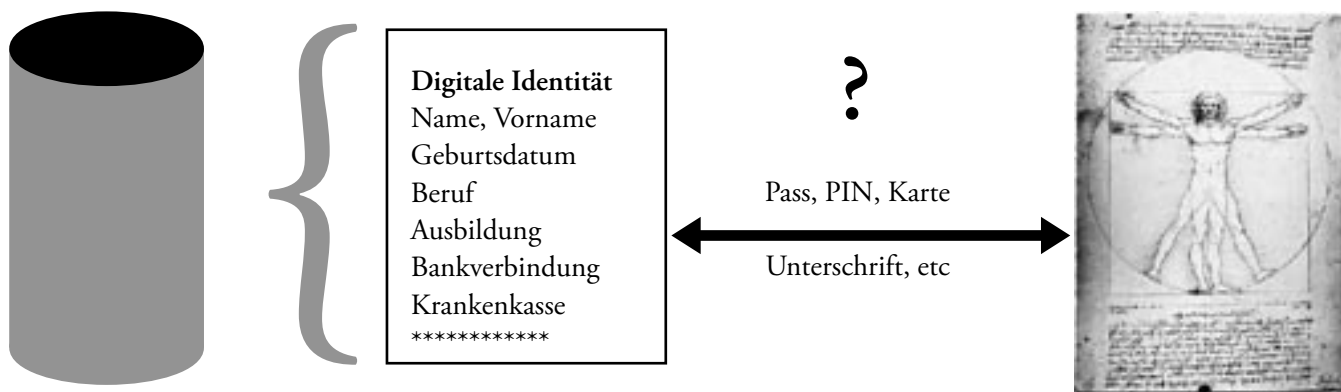 Digitale Identität
Name, Vorname
Geburtsdatum
Beruf
Ausbildung
Bankverbindung
Krankenkasse
************
?
Pass, PIN, Karte
Unterschrift, etc